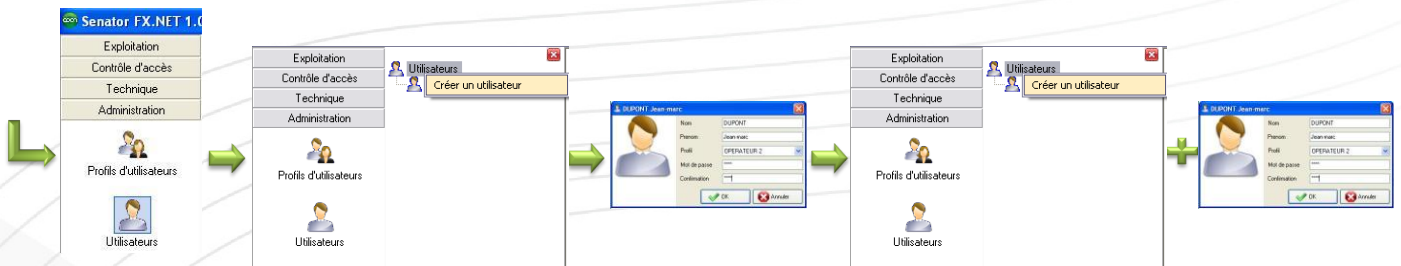 Senator FX.NET 1.0
Exploitation
Contrôle d'accès
Technique
Administration
Profils d'utilisateurs
Utilisateurs
Exploitation
Contrôle d'accès
Technique
Administration
Profils d'utilisateurs
Utilisateurs
Utilisateurs
Créer un utilisateur
DUPONT Jean-marc
Nom DUPONT
Prenom Jean-marc
Profil OPERATEUR 2
Mot de passe ****
Confirmation ****
OK Annuler
Exploitation
Contrôle d'accès
Technique
Administration
Profils d'utilisateurs
Utilisateurs
Utilisateurs
Créer un utilisateur
DUPONT Jean-marc
Nom DUPONT
Prenom Jean-marc
Profil OPERATEUR 2
Mot de passe ****
Confirmation ****
OK Annuler